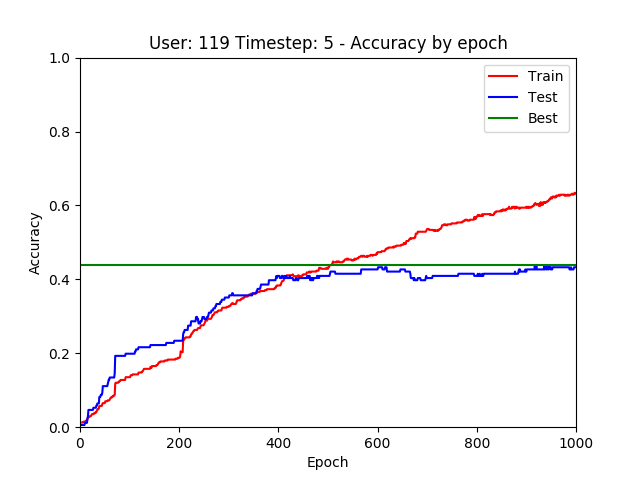 User: 119 Timestep: 5 - Accuracy by epoch
1.0
0.8
0.6
0.4
0.2
0.0
Accuracy
Train
Test
Best
0 200 400 600 800 1000
Epoch